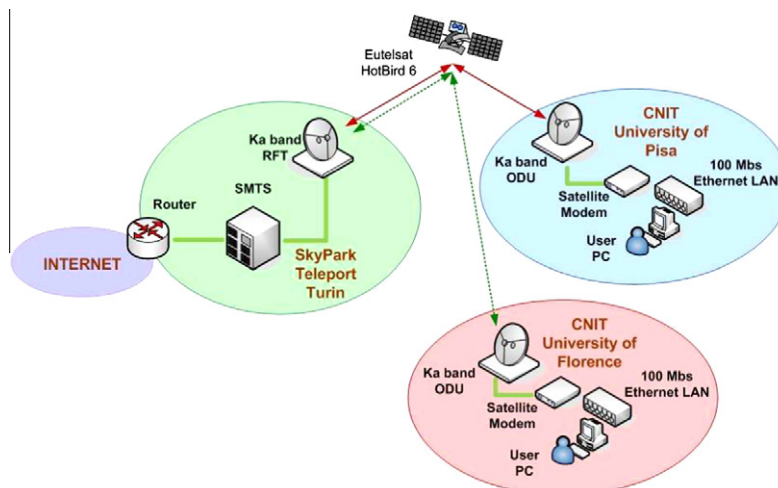 Eutelsat
HotBird 6
Ka band
RFT
SMTS
Router
INTERNET
SkyPark
Teleport
Turin
CNIT
University of
Pisa
Ka band
ODU
100 Mbs
Ethernet LAN
Satellite
Modem
User
PC
CNIT
University of
Florence
Ka band
ODU
100 Mbs
Ethernet LAN
Satellite
Modem
User
PC